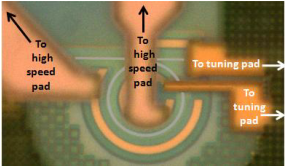 To
high
speed
pad
To
high
speed
pad
To tuning pad
To
tuning
pad